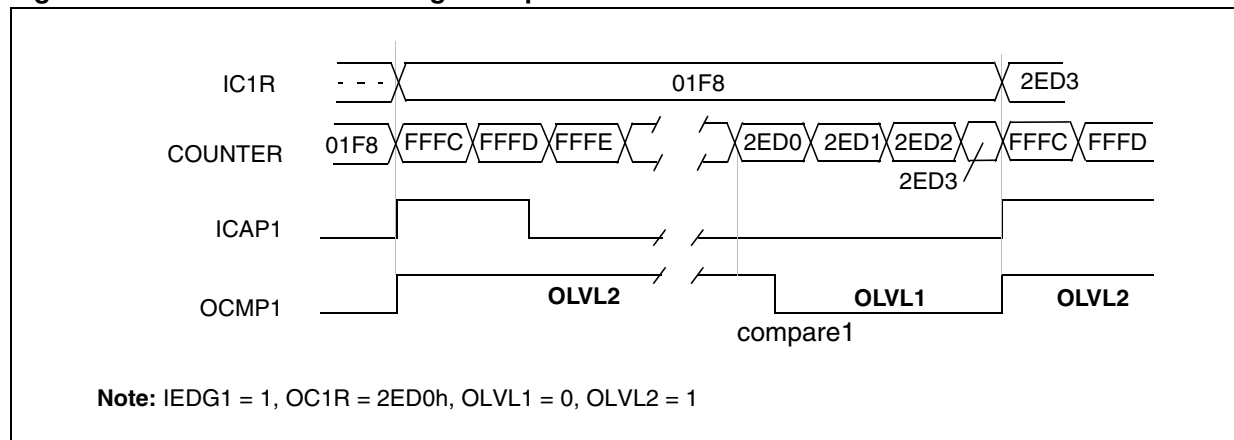 IC1R - - - 01F8 2ED3
COUNTER 01F8 FFFC FFFD FFFE 2ED0 2ED1 2ED2 FFFC FFFD
2ED3
ICAP1
OCMP1 OLVL2 OLVL1 OLVL2
compare1
Note: IEDG1 = 1, OC1R = 2ED0h, OLVL1 = 0, OLVL2 = 1